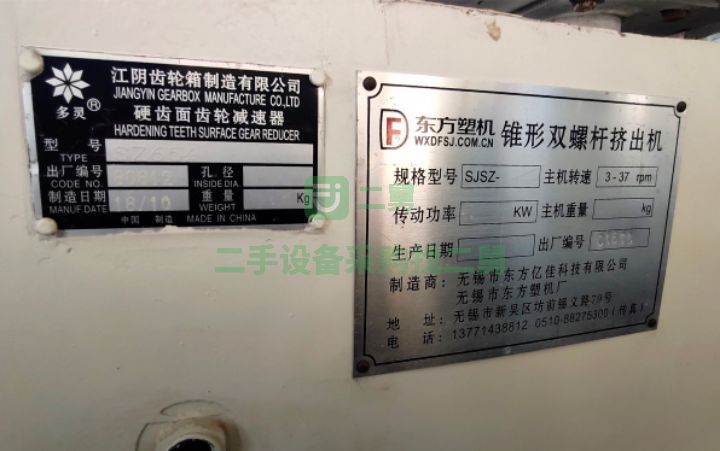 多灵®
江阴齿轮箱制造有限公司
JIANGYIN GEARBOX MANUFACTURE CO.,LTD
硬齿面齿轮减速器
HARDENING TEETH SURFACE GEAR REDUCER
型 号
TYPE
出厂编号 孔 径
CODE NO. INSIDE DIA.
制造日期 18/10 重 量 Kg
MANUF.DATE WEIGHT
中国 制造 MADE IN CHINA
F 东方塑机 锥形双螺杆挤出机
WXDFSJ.COM.CN
规格型号 SJSZ- 主机转速 3-37 rpm
传动功率 KW 主机重量 kg
生产日期 出厂编号
制造商: 无锡市东方亿佳科技有限公司
无锡市东方塑机厂
地 址: 无锡市新吴区坊前锡义路79号
电 话: 13771438812 0510-88275300(传真)
二手设备采购找二量